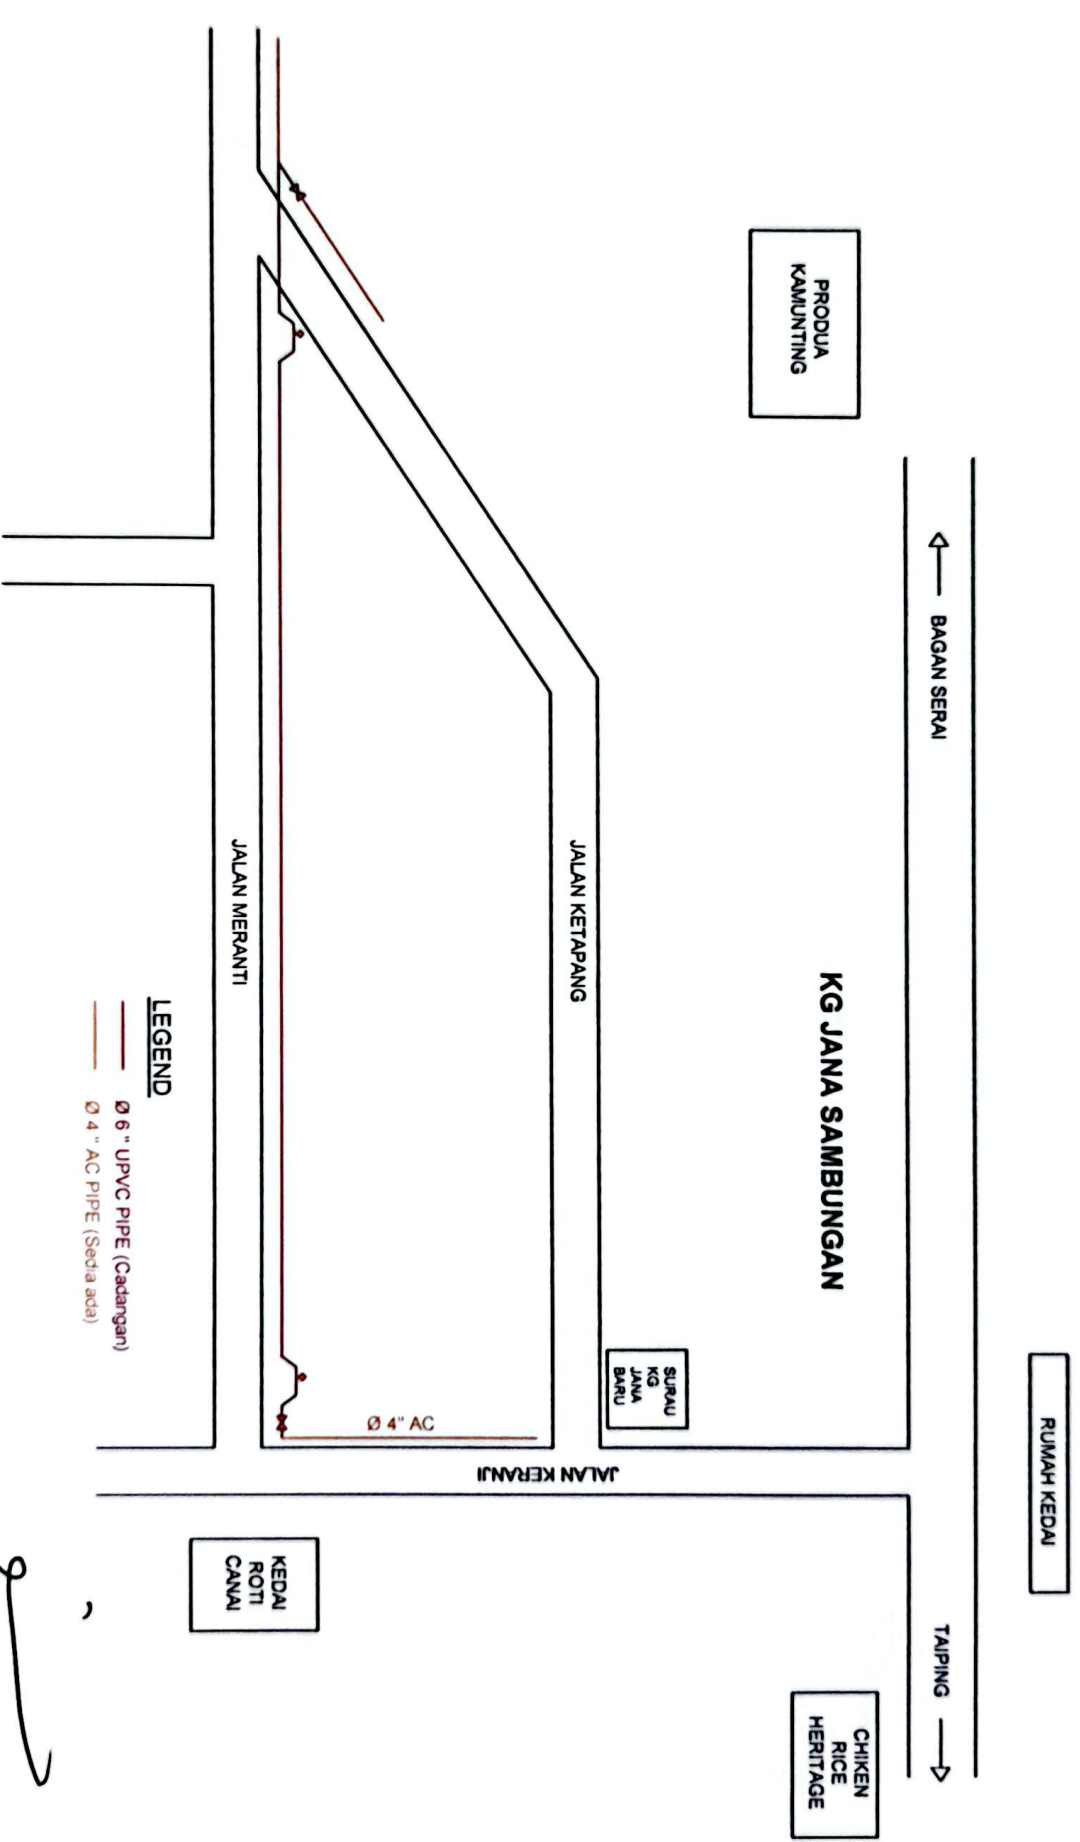 RUMAH KEDAI
BAGAN SERAI
TAIPING
PRODUA
KAMUNTING
KG JANA SAMBUNGAN
CHIKEN
RICE
HERITAGE
SURAU
KG
JANA
BARU
JALAN KETAPANG
JALAN KERANJI
Ø 4" AC
KEDAI
ROTI
CANAI
JALAN MERANTI
LEGEND
Ø 6 " UPVC PIPE (Cadangan)
Ø 4 " AC PIPE (Sedia ada)